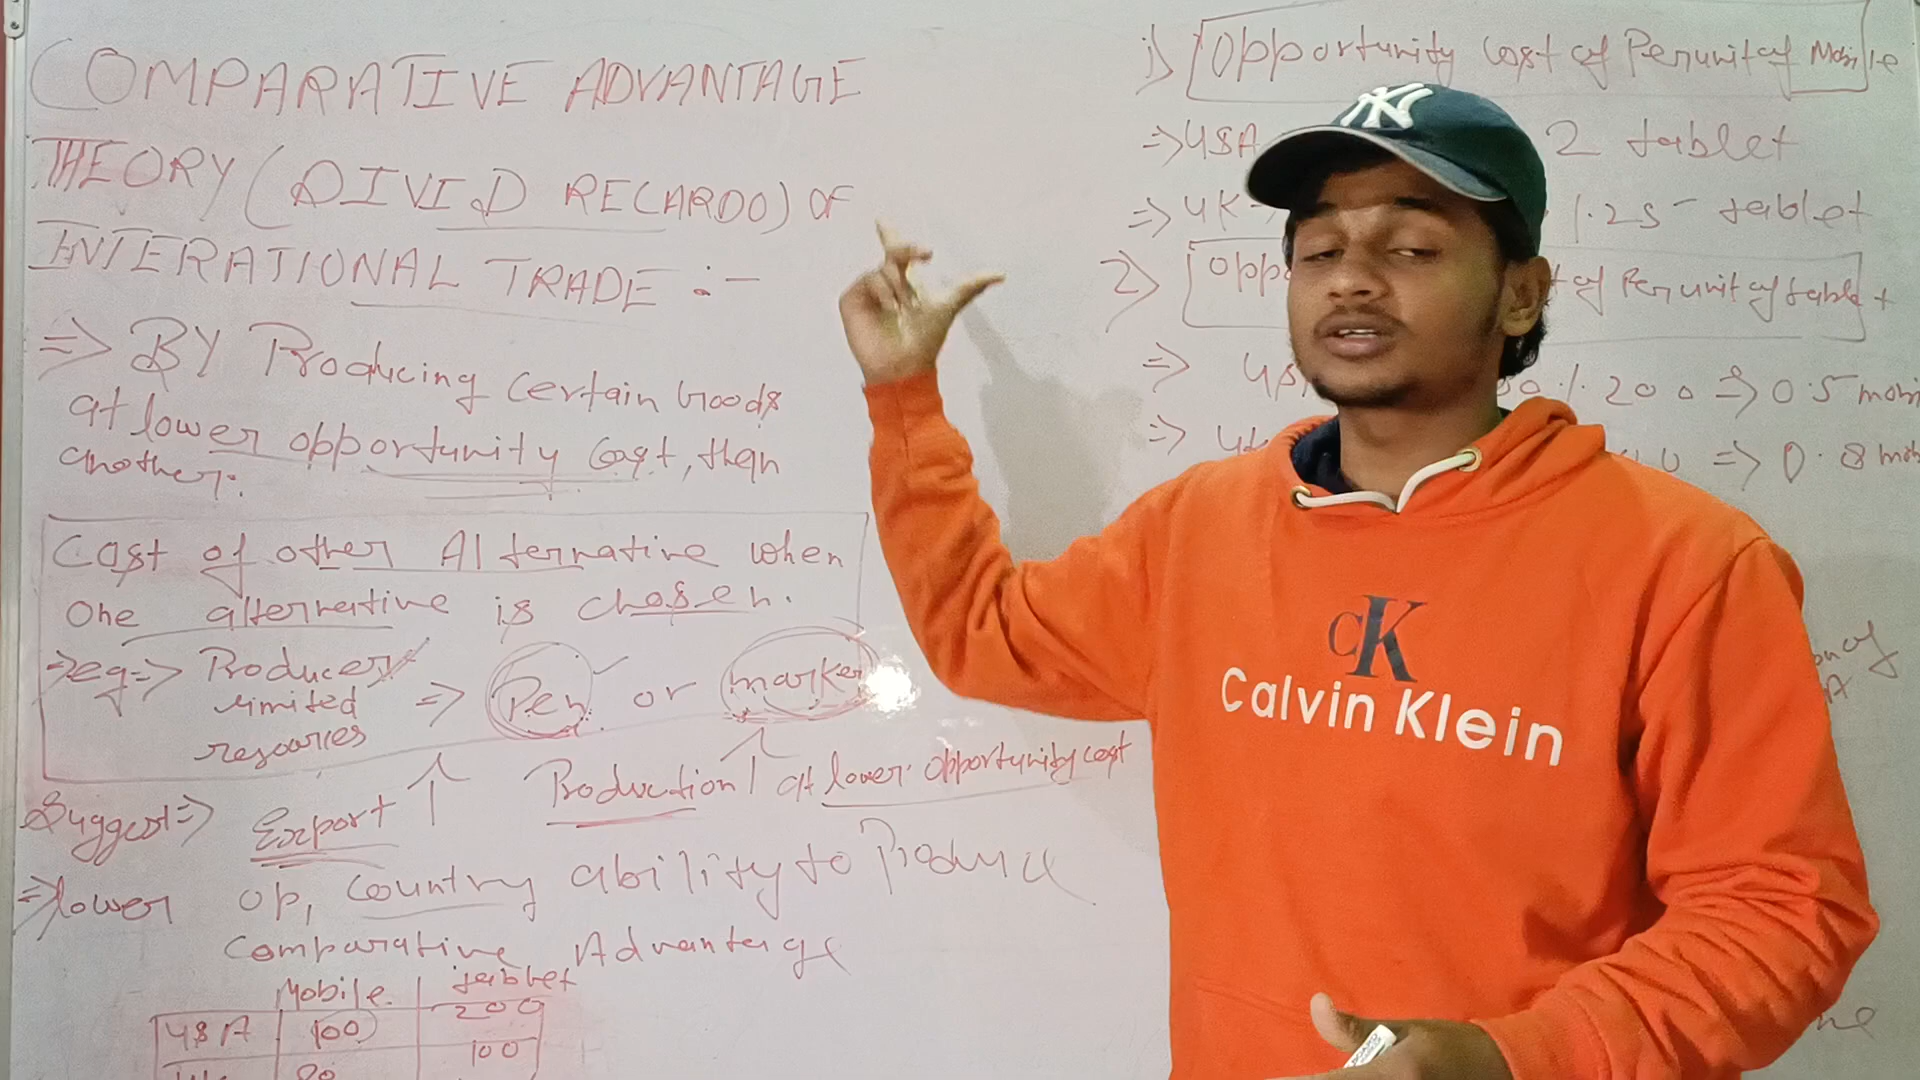 COMPARATIVE ADVANTAGE
THEORY (DIVID RECARDO) OF
INTERATIONAL TRADE :-
=> BY Producing certain Goods
at lower opportunity Cost, than
another.
Cost of other Alternative when
One alternative is chosen.
=> eg => Producer
limited
resources
=> Pen or marker
Suggest => Export
Production at lower opportunity cost
=> lower op, country ability to Produce
Comparative Advantage
Mobile tablet
USA 100 200
100
1) Opportunity Cost of Per unit of Mobile
=> USA 2 tablet
=> UK 1.25 tablet
2) Opp of Per unit of tablet
=> 200 => 0.5 mobi
=> => 0.8 mob
NY
CK
Calvin Klein